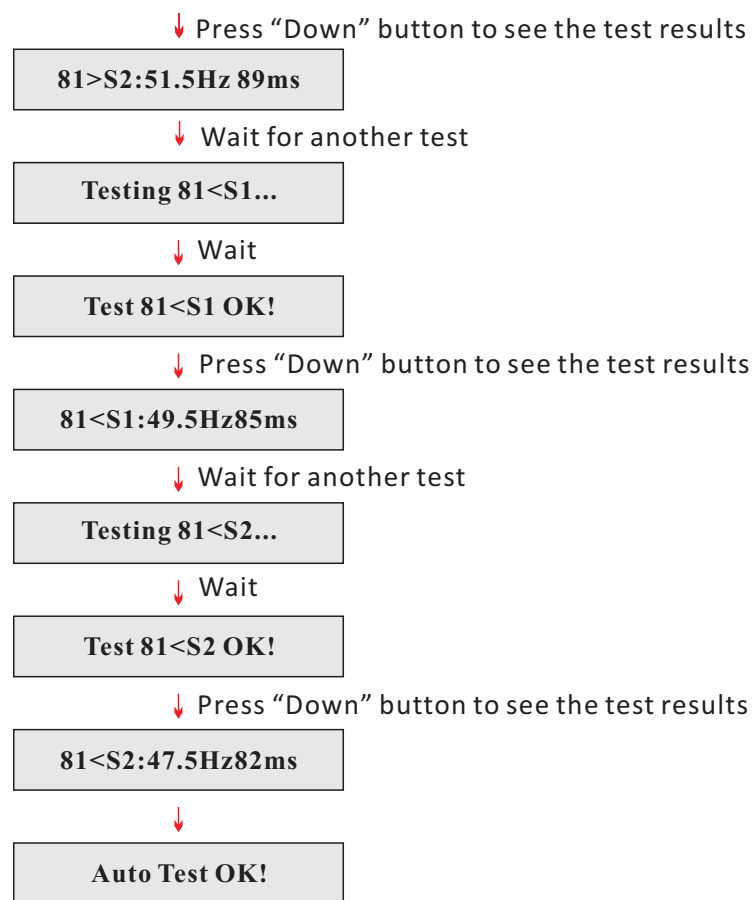 Press “Down” button to see the test results
81>S2:51.5Hz 89ms
Wait for another test
Testing 81<S1...
Wait
Test 81<S1 OK!
Press “Down” button to see the test results
81<S1:49.5Hz85ms
Wait for another test
Testing 81<S2...
Wait
Test 81<S2 OK!
Press “Down” button to see the test results
81<S2:47.5Hz82ms
Auto Test OK!